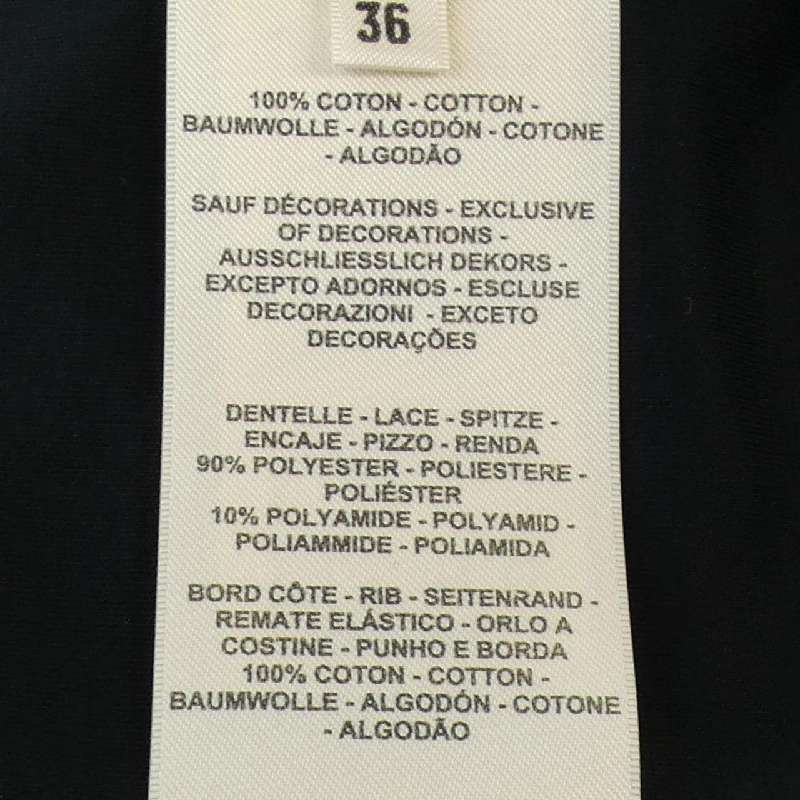 36
100% COTON - COTTON -
BAUMWOLLE - ALGODÓN - COTONE
- ALGODÃO
SAUF DÉCORATIONS - EXCLUSIVE
OF DECORATIONS -
AUSSCHLIESSLICH DEKORS -
EXCEPTO ADORNOS - ESCLUSE
DECORAZIONI - EXCETO
DECORAÇÕES
DENTELLE - LACE - SPITZE -
ENCAJE - PIZZO - RENDA
90% POLYESTER - POLIESTERE -
POLIÉSTER
10% POLYAMIDE - POLYAMID -
POLIAMMIDE - POLIAMIDA
BORD CÔTE - RIB - SEITENRAND -
REMATE ELÁSTICO - ORLO A
COSTINE - PUNHO E BORDA
100% COTON - COTTON -
BAUMWOLLE - ALGODÓN - COTONE
- ALGODÃO